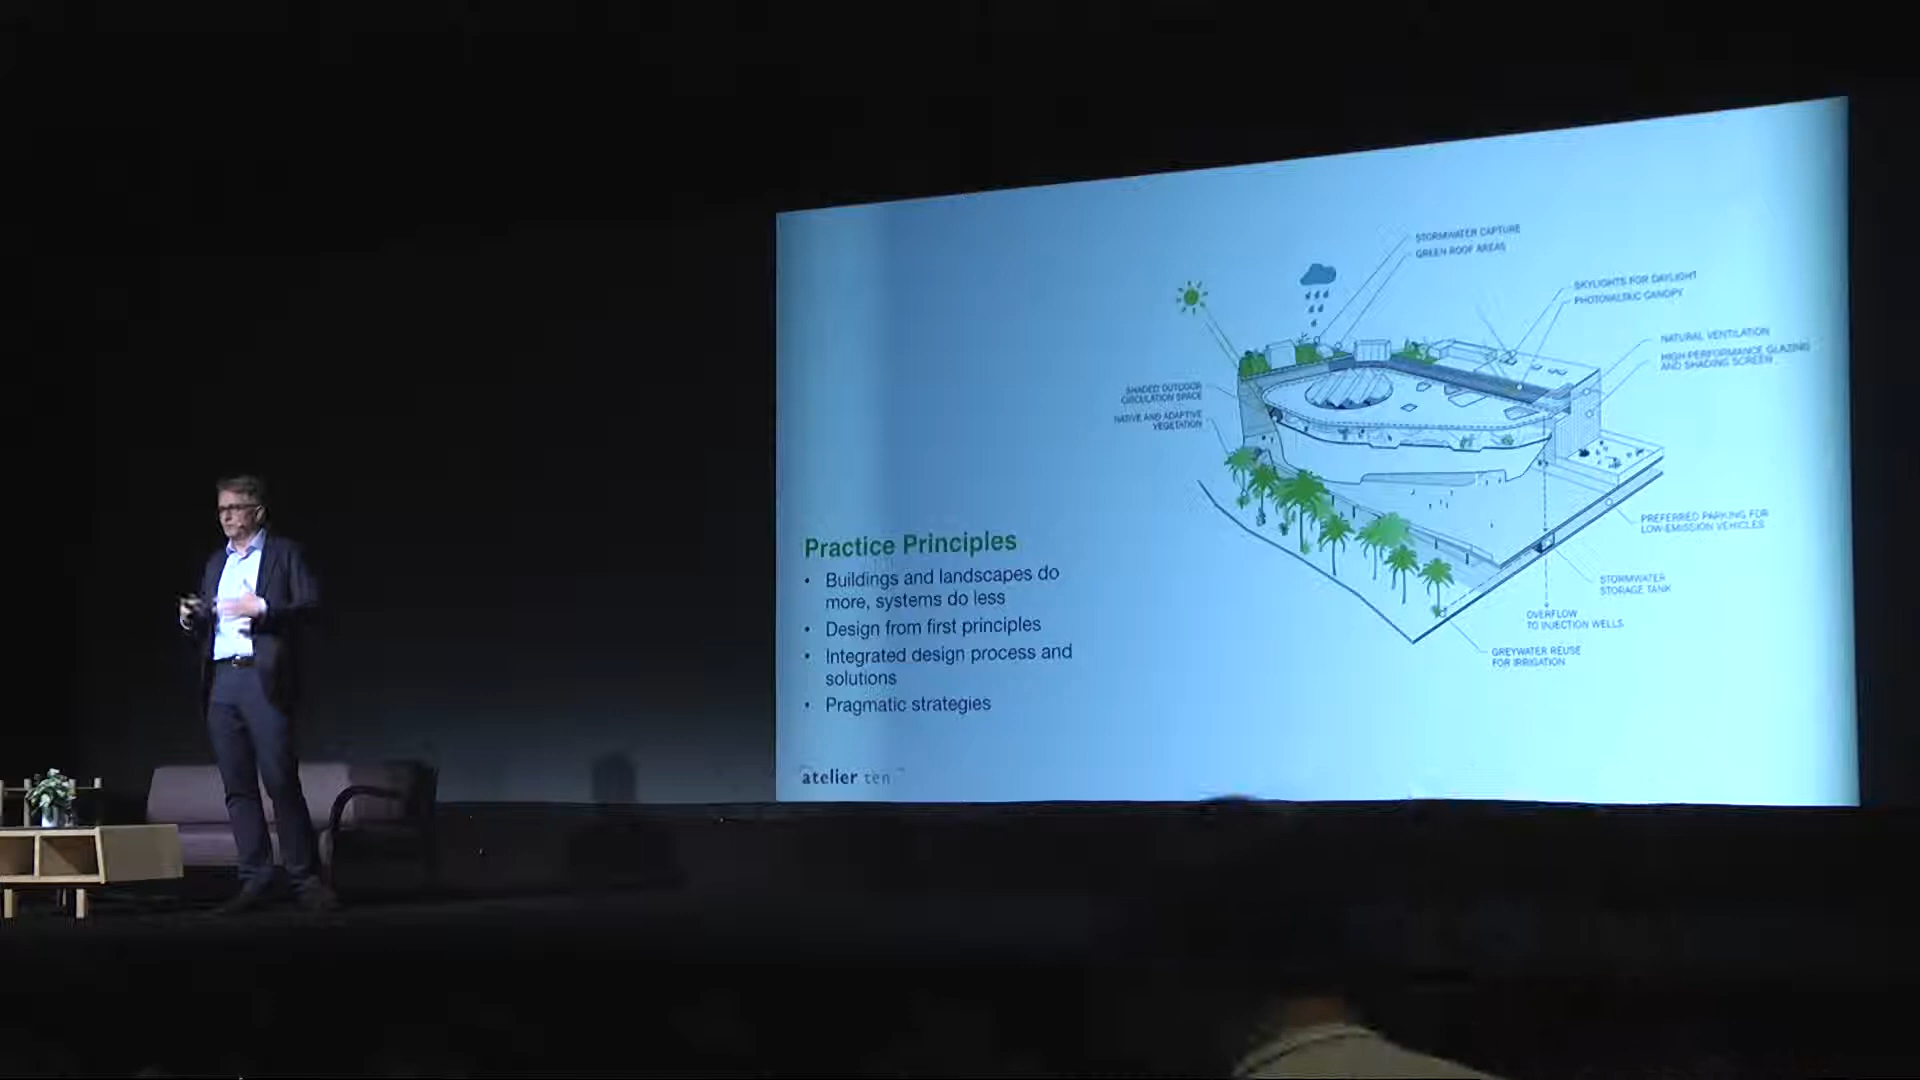 STORMWATER CAPTURE
GREEN ROOF AREAS
SKYLIGHTS FOR DAYLIGHT
PHOTOVOLTAIC CANOPY
NATURAL VENTILATION
HIGH-PERFORMANCE GLAZING
AND SHADING SCREEN
SHADED OUTDOOR
CIRCULATION SPACE
NATIVE AND ADAPTIVE
VEGETATION
PREFERRED PARKING FOR
LOW-EMISSION VEHICLES
STORMWATER
STORAGE TANK
OVERFLOW
TO INJECTION WELLS
GREYWATER REUSE
FOR IRRIGATION
Practice Principles
• Buildings and landscapes do
more, systems do less
• Design from first principles
• Integrated design process and
solutions
• Pragmatic strategies
atelier ten